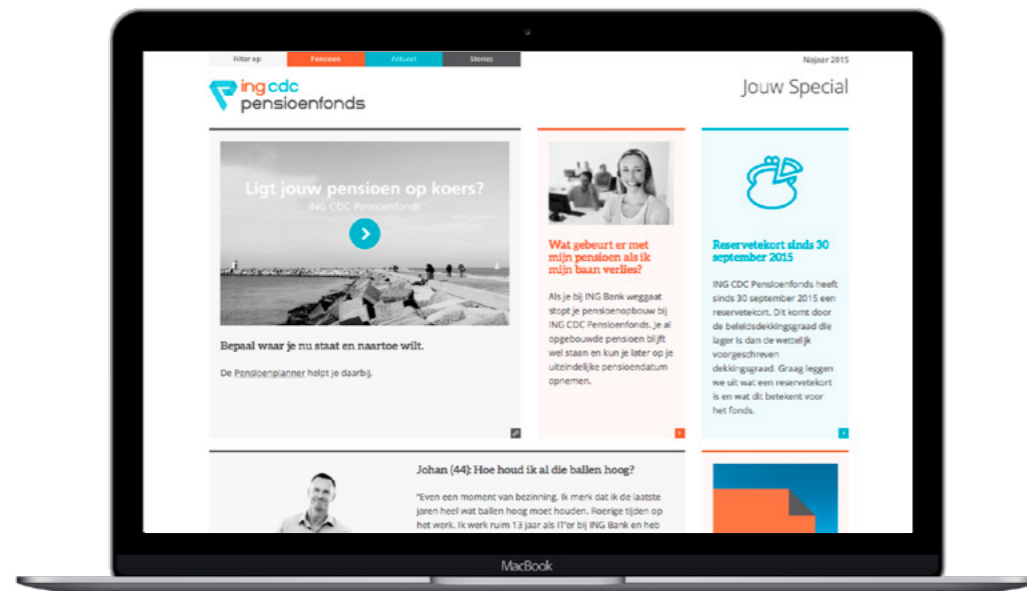 Filter op: Pensioen Actueel Stories
Najaar 2015
ing cdc
pensioenfonds
Jouw Special
Ligt jouw pensioen op koers?
ING CDC Pensioenfonds
Bepaal waar je nu staat en naartoe wilt.
De Pensioenplanner helpt je daarbij.
Wat gebeurt er met
mijn pensioen als ik
mijn baan verlies?
Als je bij ING Bank weggaat
stopt je pensioenopbouw bij
ING CDC Pensioenfonds. Je al
opgebouwde pensioen blijft
wel staan en kun je later op je
uiteindelijke pensioendatum
opnemen.
Reservetekort sinds 30
september 2015
ING CDC Pensioenfonds heeft
sinds 30 september 2015 een
reservetekort. Dit komt door
de beleidsdekkingsgraad die
lager is dan de wettelijk
voorgeschreven
dekkingsgraad. Graag leggen
we uit wat een reservetekort
is en wat dit betekent voor
het fonds.
Johan (44): Hoe houd ik al die ballen hoog?
"Even een moment van bezinning. Ik merk dat ik de laatste
jaren heel wat ballen hoog moet houden. Roerige tijden op
het werk. Ik werk ruim 13 jaar als IT'er bij ING Bank en heb
MacBook